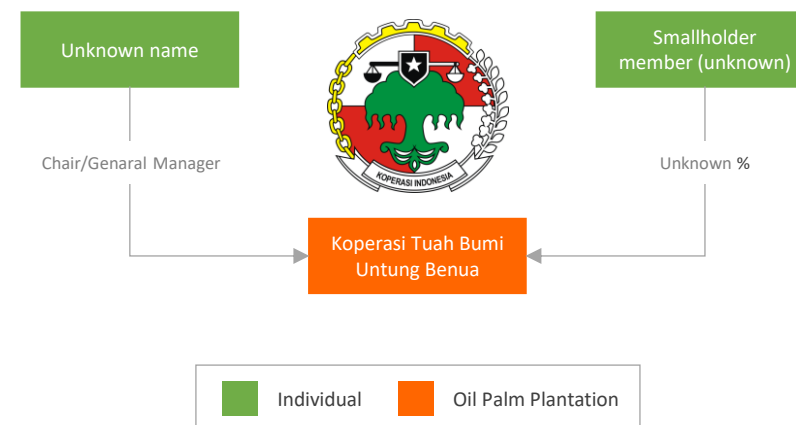 Unknown name
Smallholder
member (unknown)
KOPERASI INDONESIA
Chair/Genaral Manager
Unknown %
Koperasi Tuah Bumi
Untung Benua
Individual
Oil Palm Plantation